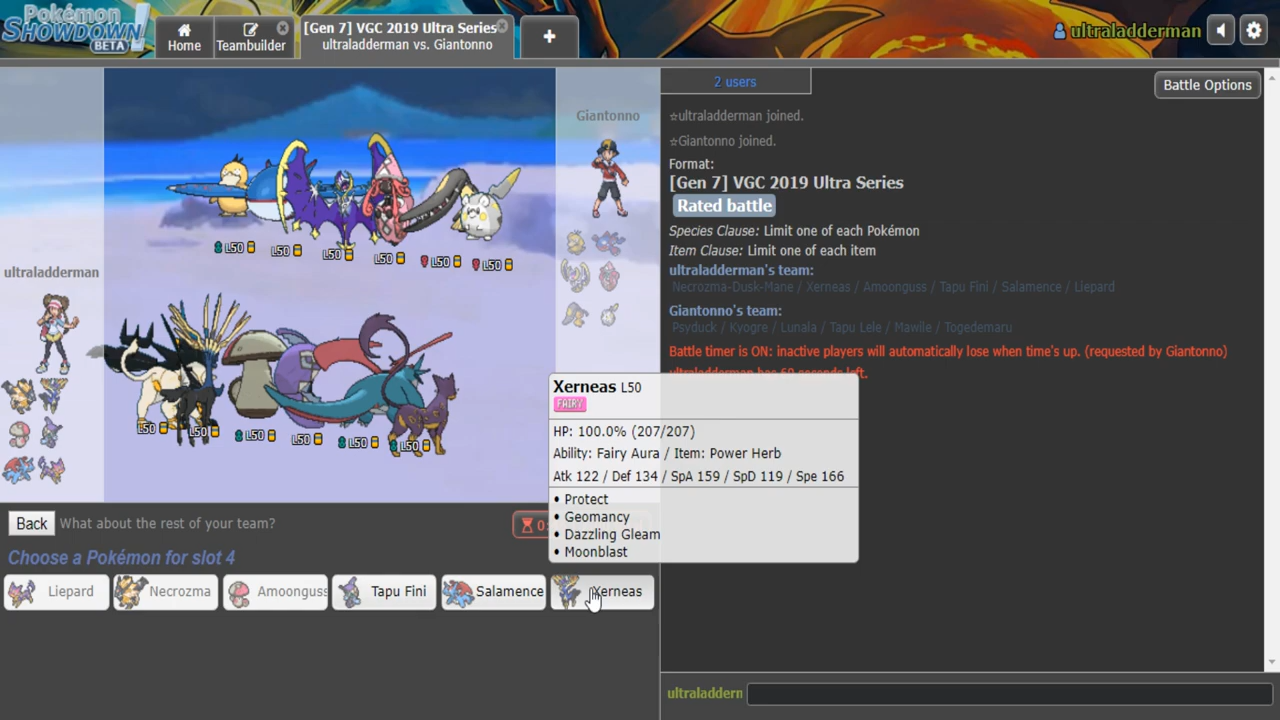 Pokémon
SHOWDOWN!
BETA
Home
Teambuilder
[Gen 7] VGC 2019 Ultra Series
ultraladderman vs. Giantonno
ultraladderman
2 users
Battle Options
☆ultraladderman joined.
☆Giantonno joined.
Format:
[Gen 7] VGC 2019 Ultra Series
Rated battle
Species Clause: Limit one of each Pokémon
Item Clause: Limit one of each item
ultraladderman's team:
Necrozma-Dusk-Mane / Xerneas / Amoonguss / Tapu Fini / Salamence / Liepard
Giantonno's team:
Psyduck / Kyogre / Lunala / Tapu Lele / Mawile / Togedemaru
Battle timer is ON: inactive players will automatically lose when time's up. (requested by Giantonno)
ultraladderman has 60 seconds left.
Giantonno
L50
L50
L50
L50
L50
L50
ultraladderman
L50
L50
L50
L50
L50
L50
Xerneas L50
FAIRY
HP: 100.0% (207/207)
Ability: Fairy Aura / Item: Power Herb
Atk 122 / Def 134 / SpA 159 / SpD 119 / Spe 166
• Protect
• Geomancy
• Dazzling Gleam
• Moonblast
Back
What about the rest of your team?
Choose a Pokémon for slot 4
Liepard
Necrozma
Amoonguss
Tapu Fini
Salamence
Xerneas
ultraladdern